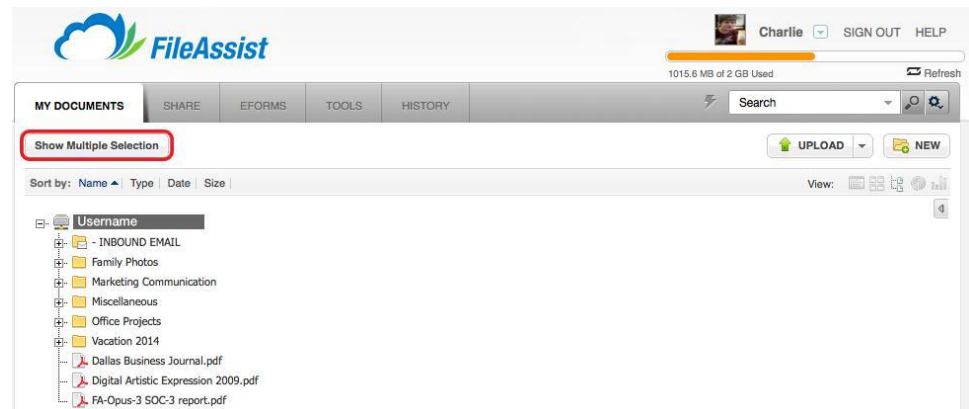 FileAssist
Charlie SIGN OUT HELP
1015.6 MB of 2 GB Used Refresh
MY DOCUMENTS SHARE EFORMS TOOLS HISTORY Search
Show Multiple Selection UPLOAD NEW
Sort by: Name Type Date Size View:
Username
- INBOUND EMAIL
Family Photos
Marketing Communication
Miscellaneous
Office Projects
Vacation 2014
Dallas Business Journal.pdf
Digital Artistic Expression 2009.pdf
FA-Opus-3 SOC-3 report.pdf